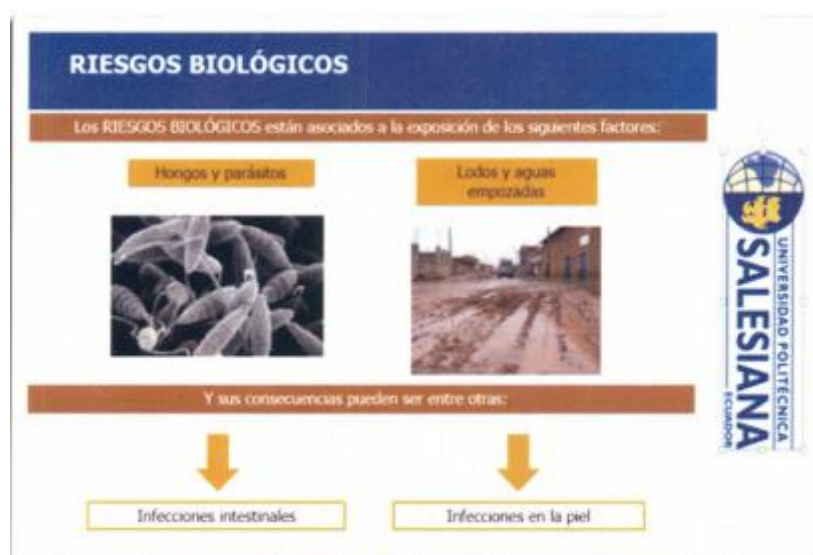 RIESGOS BIOLÓGICOS
Los RIESGOS BIOLÓGICOS están asociados a la exposición de los siguientes factores:
Hongos y parásitos
Lodos y aguas
empozadas
Y sus consecuencias pueden ser entre otras:
Infecciones intestinales
Infecciones en la piel
UNIVERSIDAD POLITÉCNICA
SALESIANA
ECUADOR